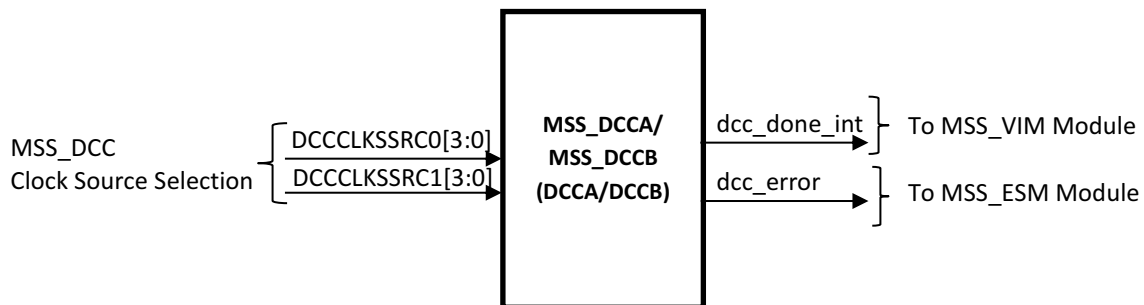 MSS_DCC
Clock Source Selection
DCCCLKSSRC0[3:0]
DCCCLKSSRC1[3:0]
MSS_DCCA/
MSS_DCCB
(DCCA/DCCB)
dcc_done_int
To MSS_VIM Module
dcc_error
To MSS_ESM Module